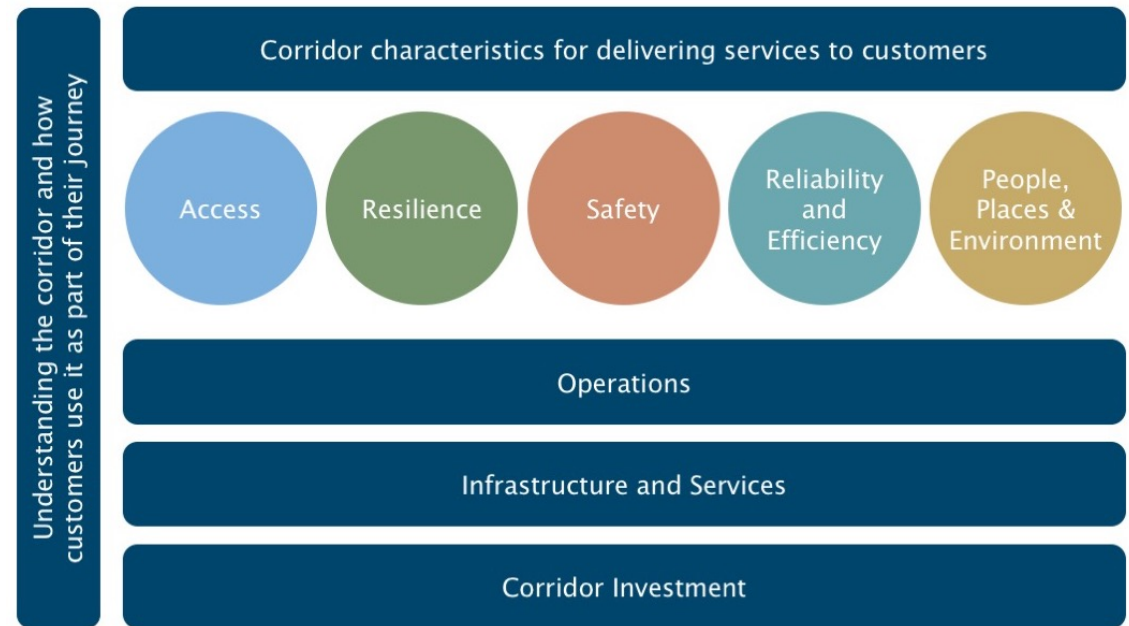 Understanding the corridor and how
customers use it as part of their journey
Corridor characteristics for delivering services to customers
Access
Resilience
Safety
Reliability
and
Efficiency
People,
Places &
Environment
Operations
Infrastructure and Services
Corridor Investment